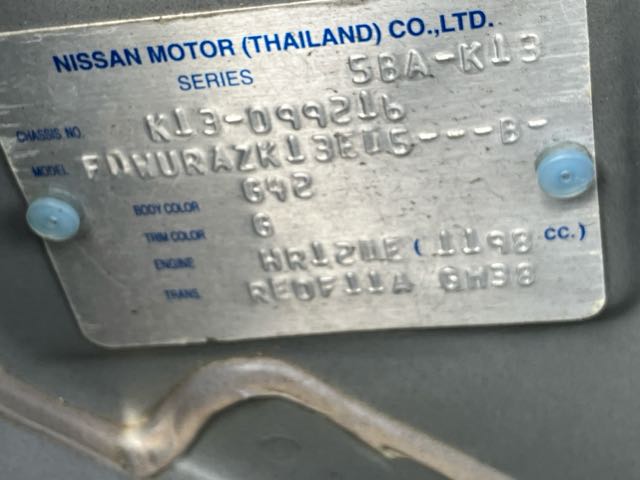 NISSAN MOTOR (THAILAND) CO.,LTD.
SERIES 5BA-K13
CHASSIS NO. K13-099216
MODEL FDWURAZK13EUS---B-
BODY COLOR G42
TRIM COLOR G
ENGINE HR12DE (1198 CC.)
TRANS. RE0F11A GH38